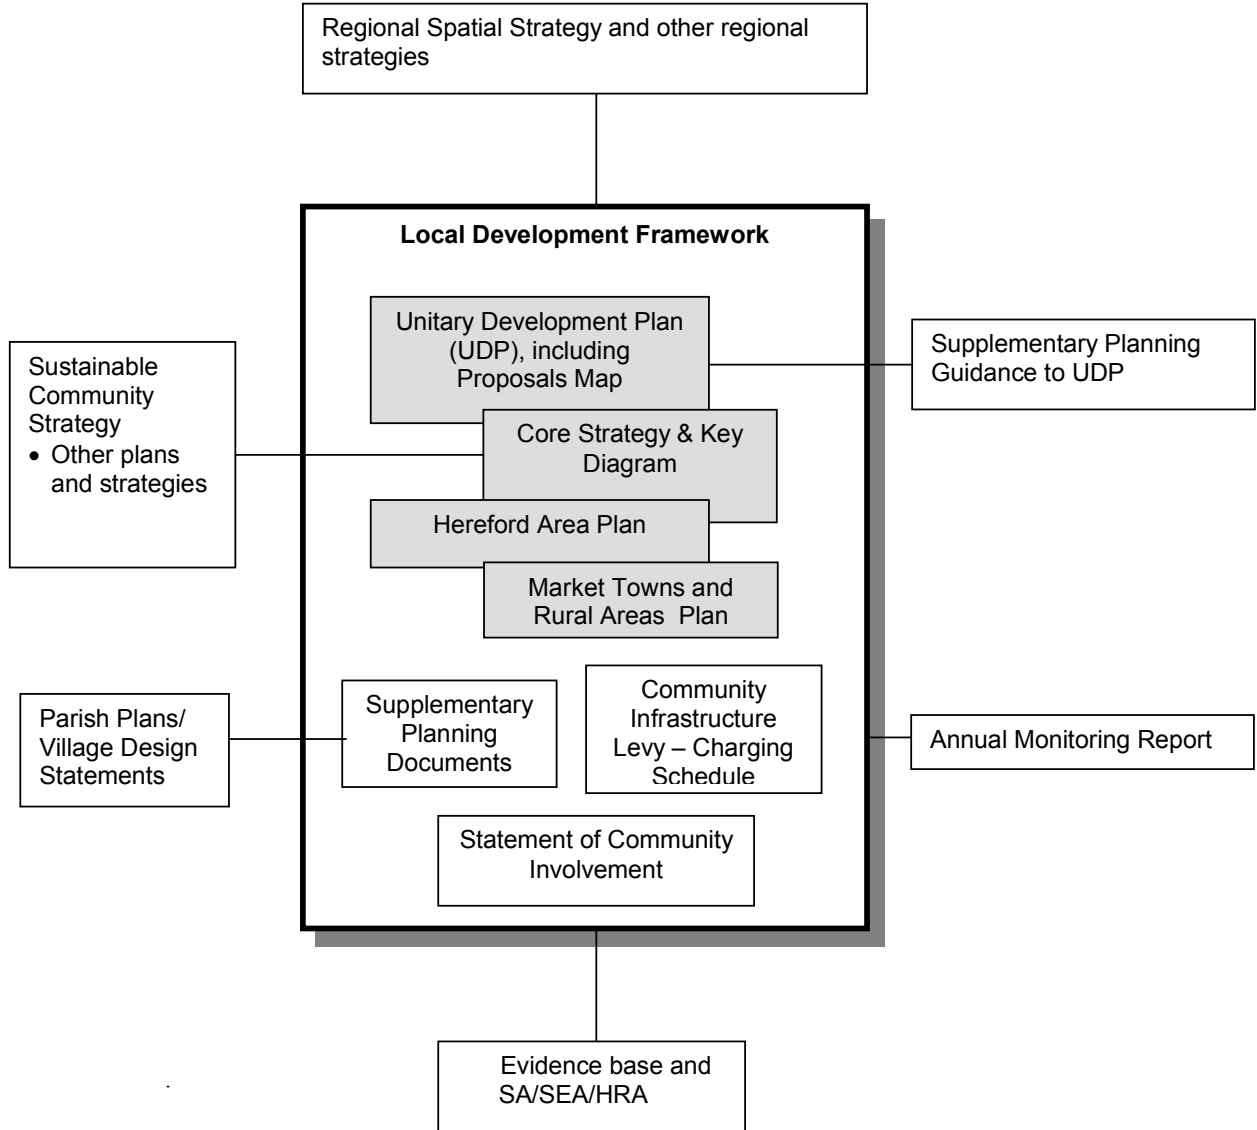 Regional Spatial Strategy and other regional
strategies
Local Development Framework
Unitary Development Plan
(UDP), including
Proposals Map
Supplementary Planning
Guidance to UDP
Sustainable
Community
Strategy
• Other plans
and strategies
Core Strategy & Key
Diagram
Hereford Area Plan
Market Towns and
Rural Areas Plan
Parish Plans/
Village Design
Statements
Supplementary
Planning
Documents
Community
Infrastructure
Levy – Charging
Schedule
Annual Monitoring Report
Statement of Community
Involvement
Evidence base and
SA/SEA/HRA